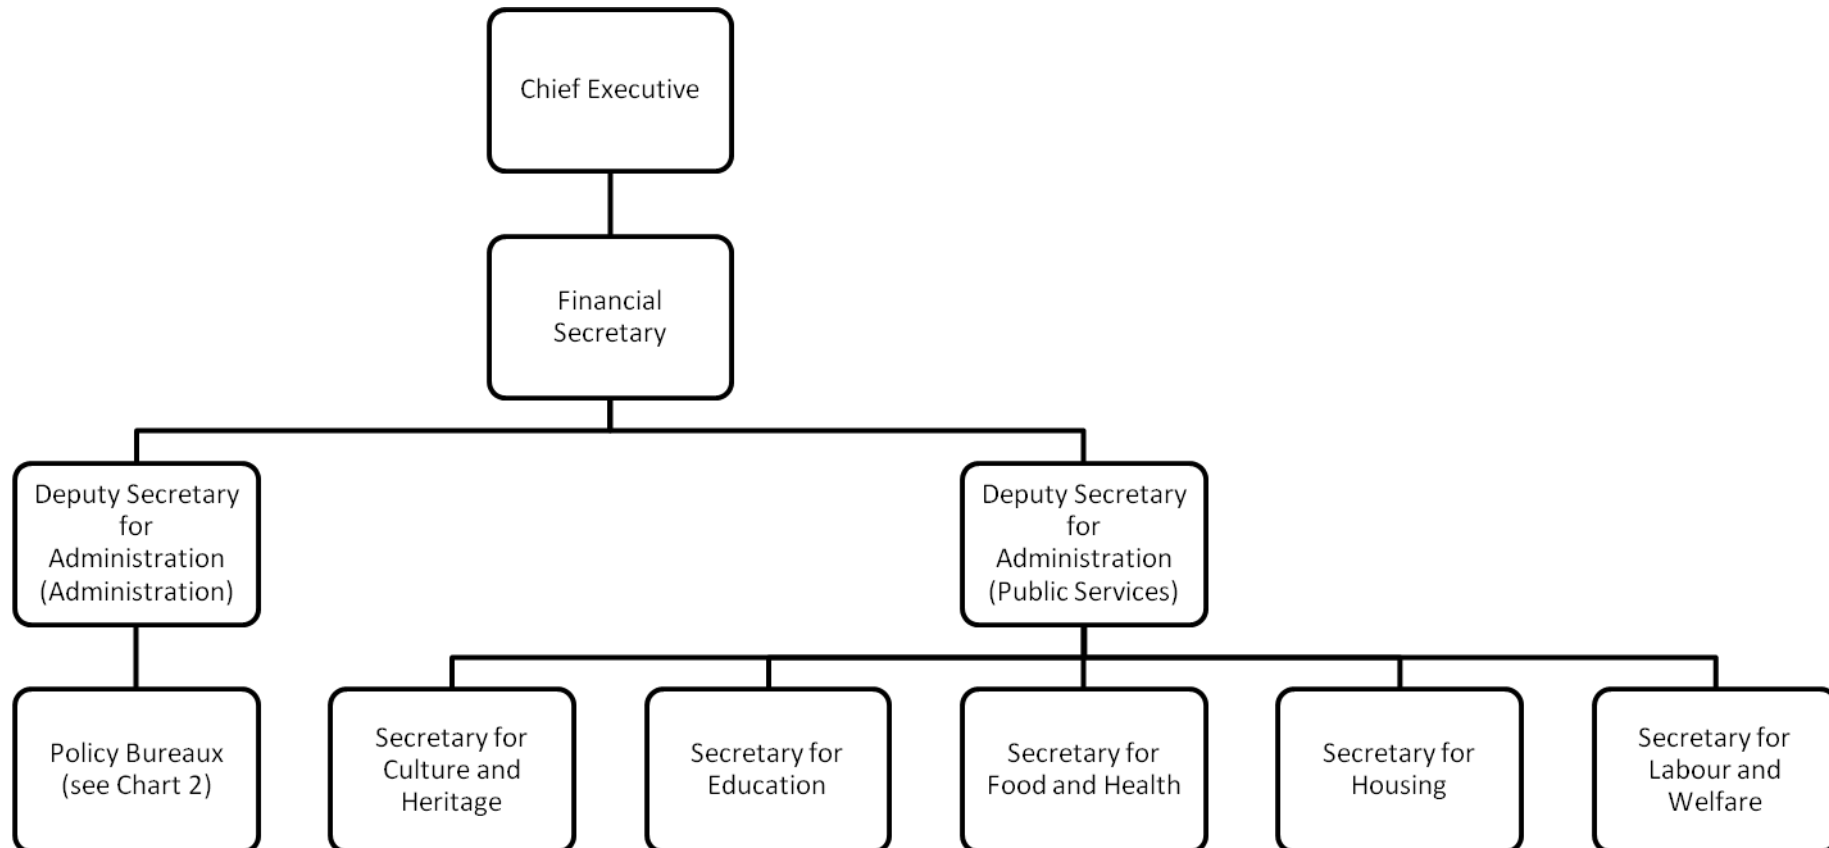 Chief Executive
Financial
Secretary
Deputy Secretary
for
Administration
(Administration)
Deputy Secretary
for
Administration
(Public Services)
Policy Bureaux
(see Chart 2)
Secretary for
Culture and
Heritage
Secretary for
Education
Secretary for
Food and Health
Secretary for
Housing
Secretary for
Labour and
Welfare